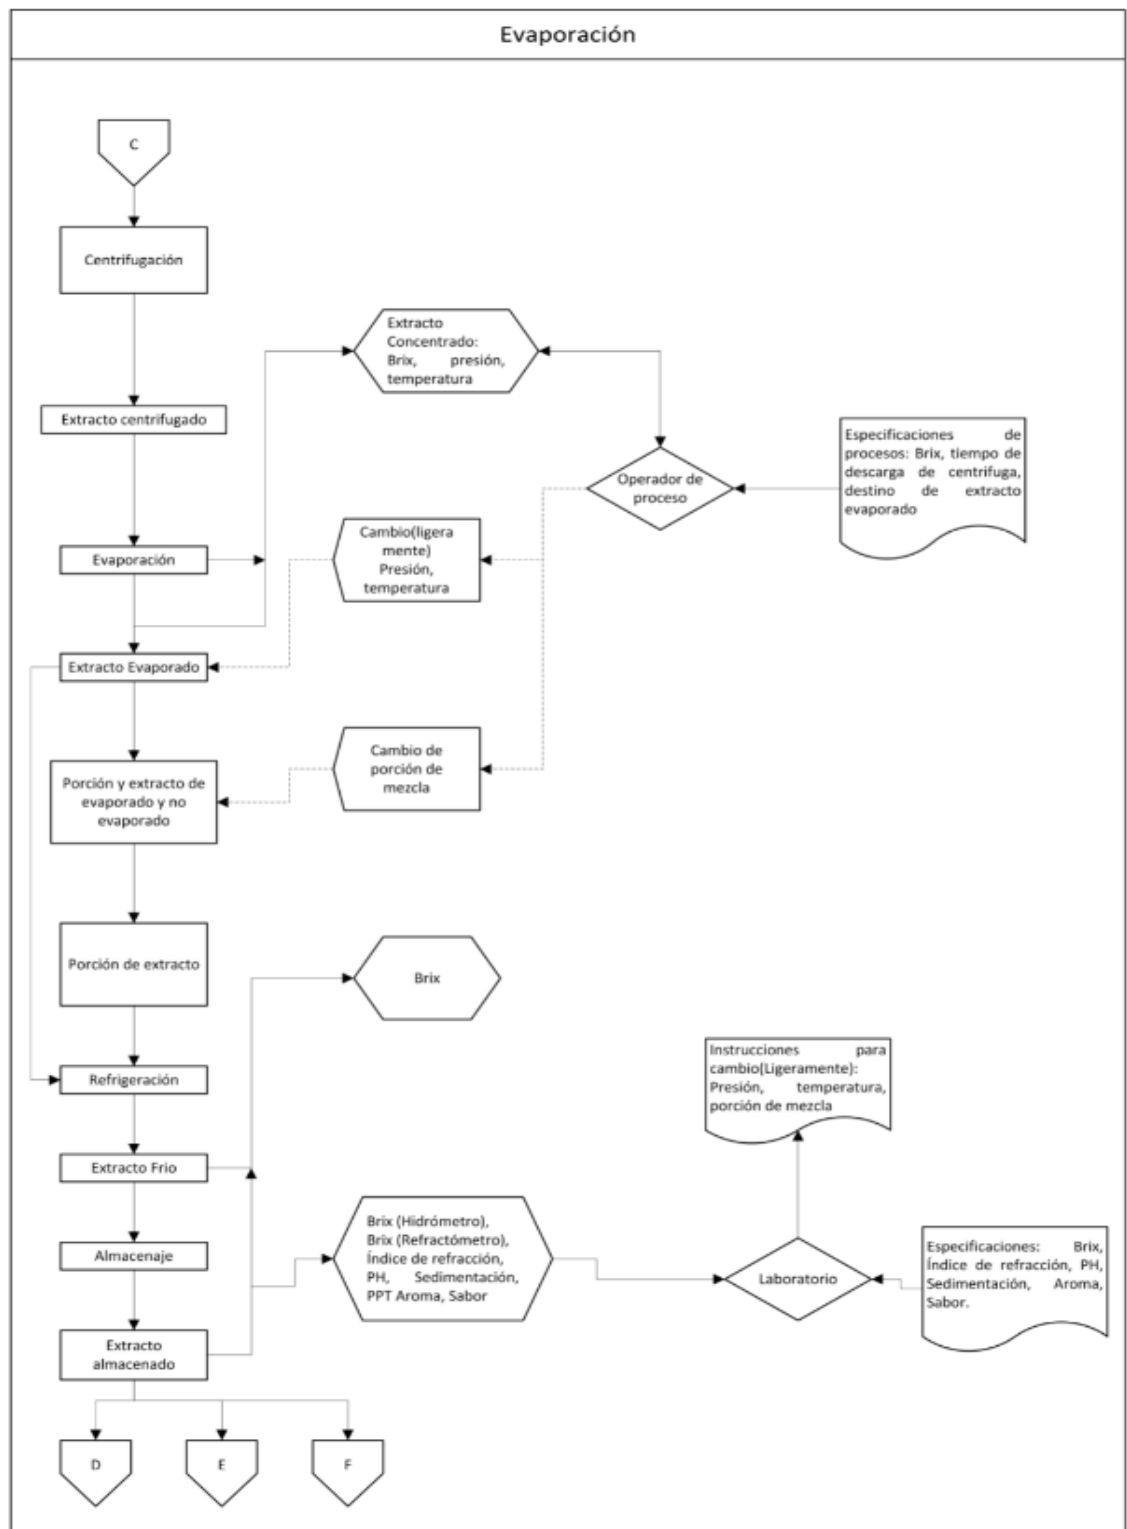 Evaporación
C
Centrifugación
Extracto
Concentrado:
Brix, presión,
temperatura
Extracto centrifugado
Especificaciones de
procesos: Brix, tiempo de
descarga de centrifuga,
destino de extracto
evaporado
Operador de
proceso
Cambio(ligera
mente)
Presión,
temperatura
Evaporación
Extracto Evaporado
Cambio de
porción de
mezcla
Porción y extracto de
evaporado y no
evaporado
Porción de extracto
Brix
Instrucciones para
cambio(Ligeramente):
Presión, temperatura,
porción de mezcla
Refrigeración
Extracto Frio
Brix (Hidrómetro),
Brix (Refractómetro),
Índice de refracción,
PH, Sedimentación,
PPT Aroma, Sabor
Almacenaje
Laboratorio
Especificaciones: Brix,
Índice de refracción, PH,
Sedimentación, Aroma,
Sabor.
Extracto
almacenado
D
E
F